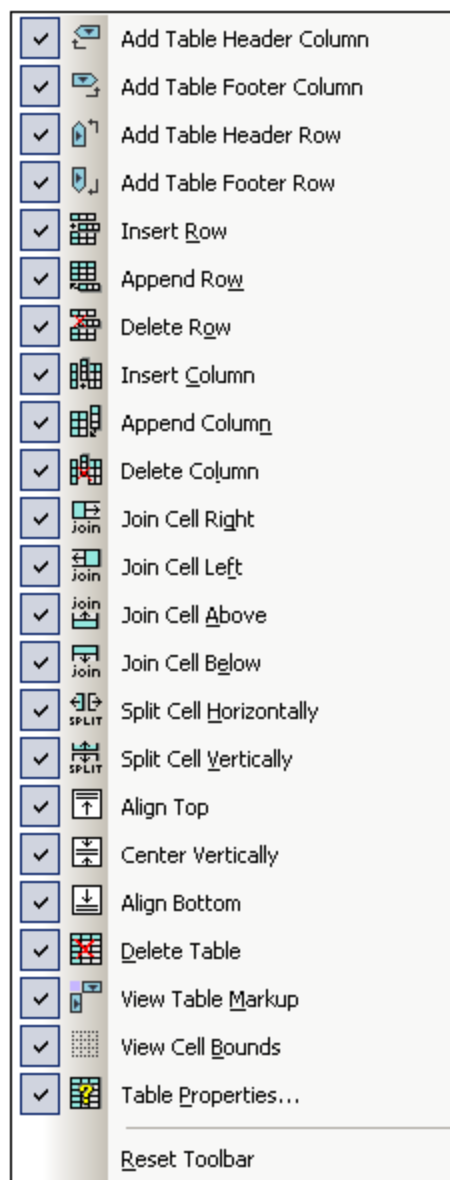 Add Table Header Column
Add Table Footer Column
Add Table Header Row
Add Table Footer Row
Insert Row
Append Row
Delete Row
Insert Column
Append Column
Delete Column
join Join Cell Right
join Join Cell Left
join Join Cell Above
join Join Cell Below
SPLIT Split Cell Horizontally
SPLIT Split Cell Vertically
Align Top
Center Vertically
Align Bottom
Delete Table
View Table Markup
View Cell Bounds
? Table Properties...
Reset Toolbar